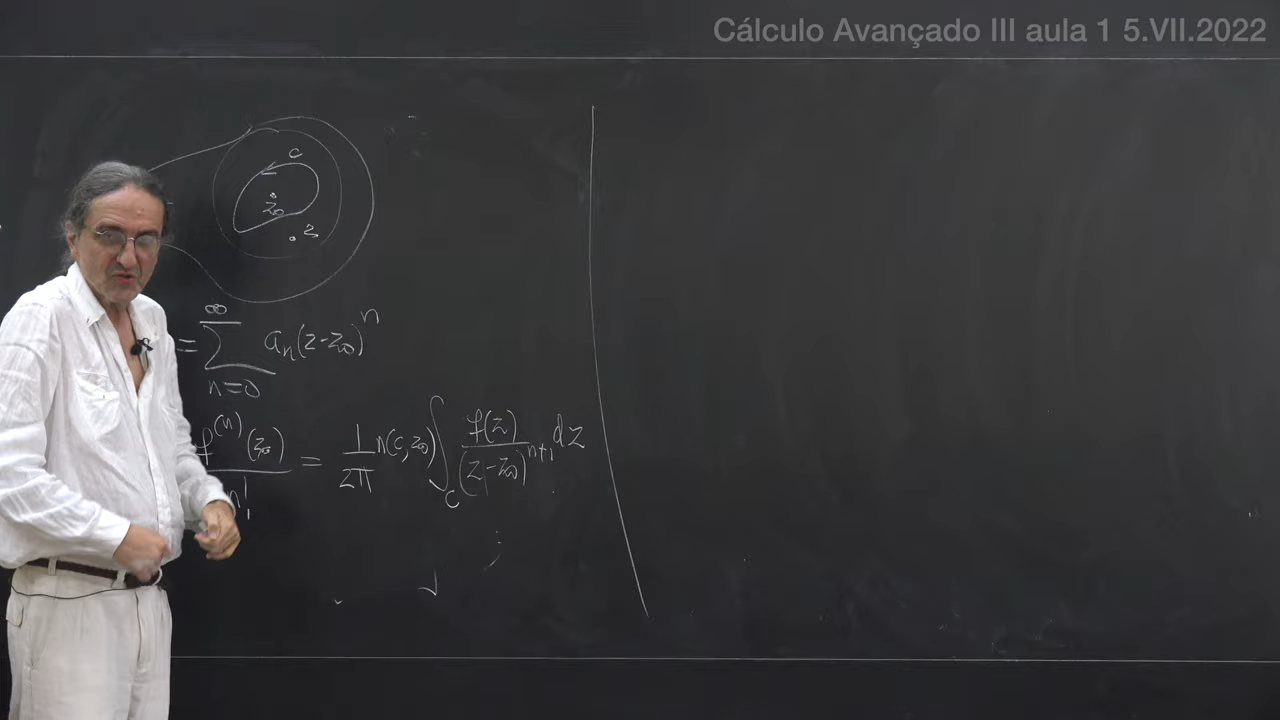 Cálculo Avançado III aula 1 5.VII.2022
c
z₀
z
= ∑_{n=0}^{∞} aₙ(z-z₀)ⁿ
f⁽ⁿ⁾(z₀)/n! = 1/2π n(c,z₀) ∫_c f(z)/(z-z₀)ⁿ⁺¹ dz